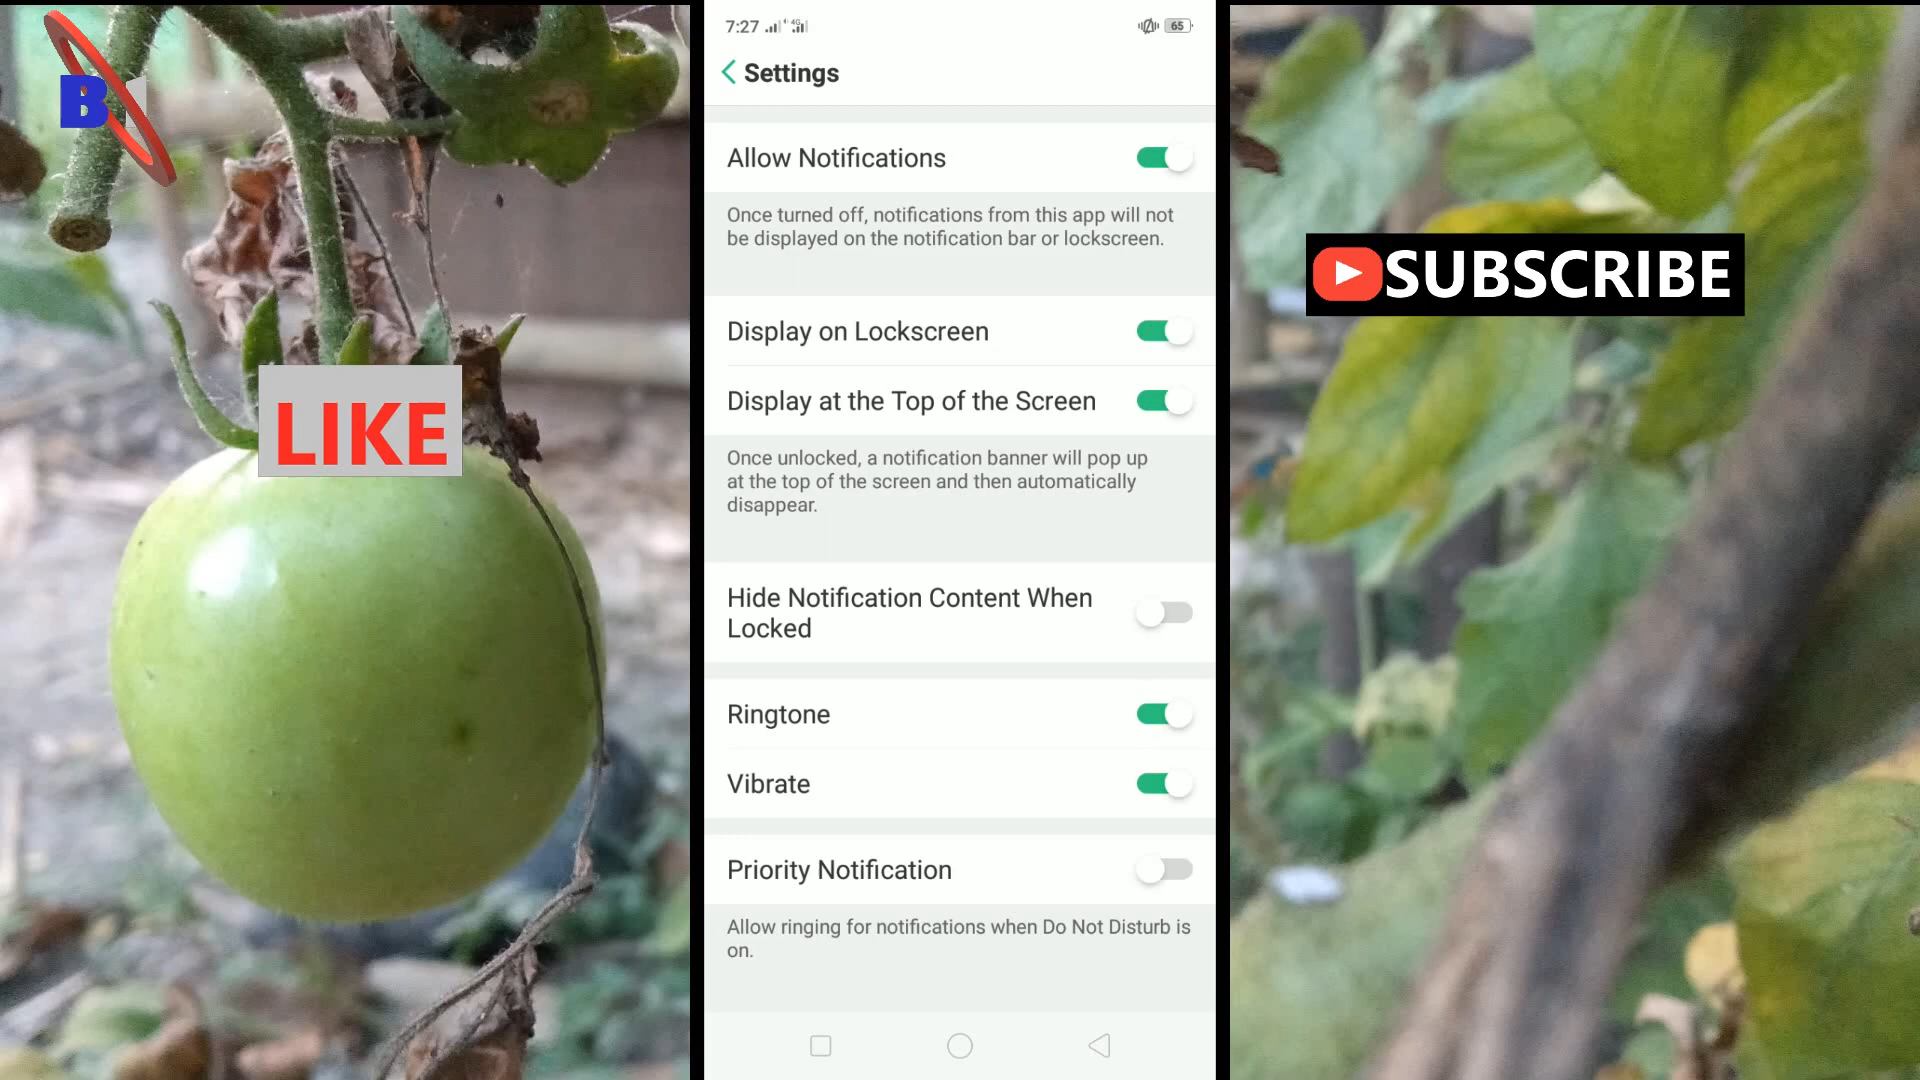 B
LIKE
7:27
4G
65
Settings
Allow Notifications
Once turned off, notifications from this app will not
be displayed on the notification bar or lockscreen.
Display on Lockscreen
Display at the Top of the Screen
Once unlocked, a notification banner will pop up
at the top of the screen and then automatically
disappear.
Hide Notification Content When
Locked
Ringtone
Vibrate
Priority Notification
Allow ringing for notifications when Do Not Disturb is
on.
SUBSCRIBE